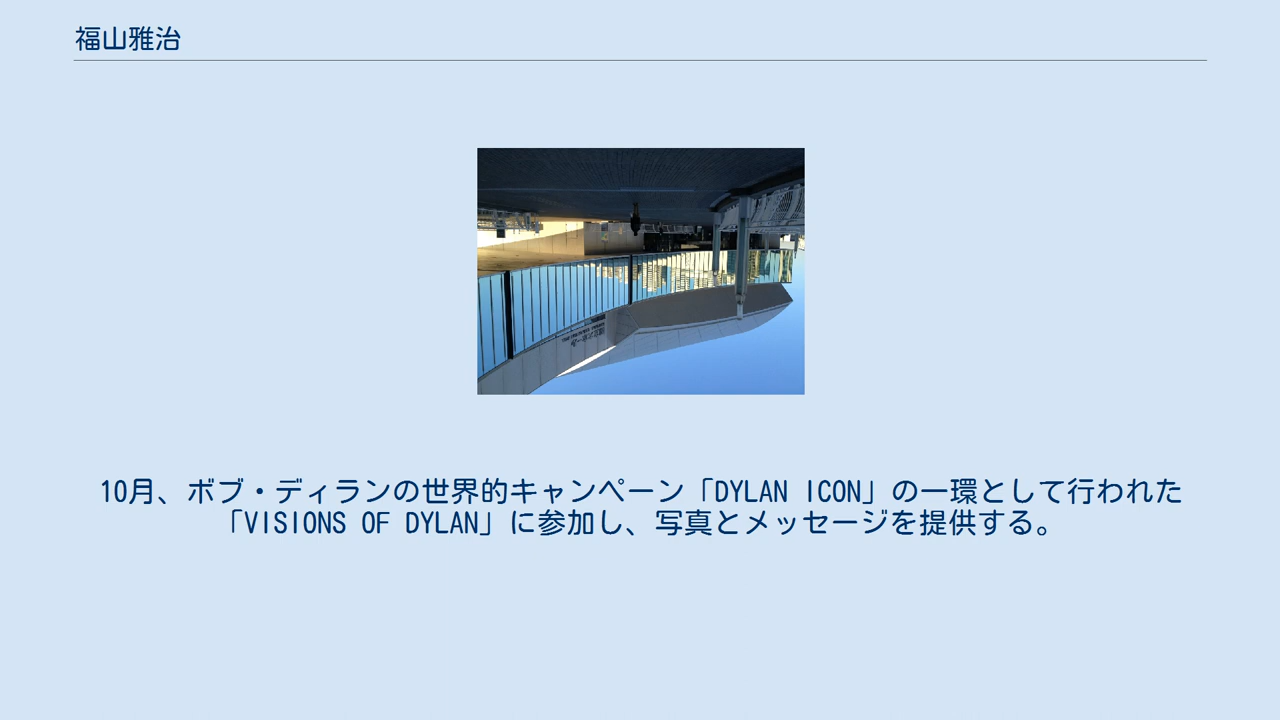 福山雅治
10月、ボブ・ディランの世界的キャンペーン「DYLAN ICON」の一環として行われた
「VISIONS OF DYLAN」に参加し、写真とメッセージを提供する。